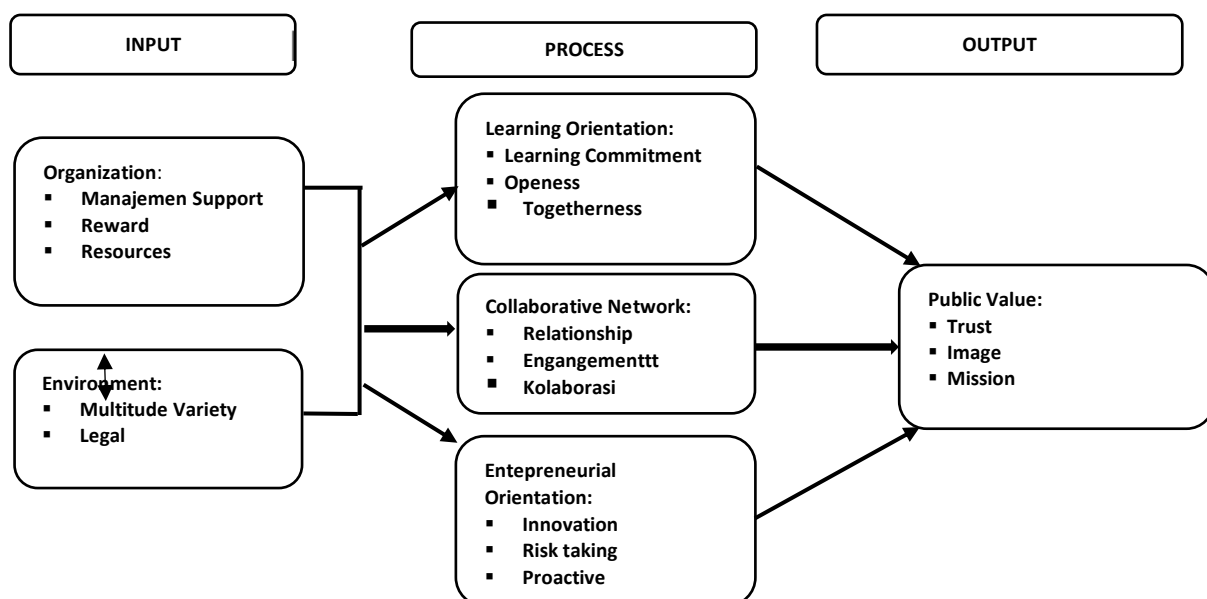 INPUT
PROCESS
OUTPUT
Organization:
▪ Manajemen Support
▪ Reward
▪ Resources
Environment:
▪ Multitude Variety
▪ Legal
Learning Orientation:
▪ Learning Commitment
▪ Openess
▪ Togetherness
Collaborative Network:
▪ Relationship
▪ Engangementtt
▪ Kolaborasi
Entepreneurial
Orientation:
▪ Innovation
▪ Risk taking
▪ Proactive
Public Value:
▪ Trust
▪ Image
▪ Mission